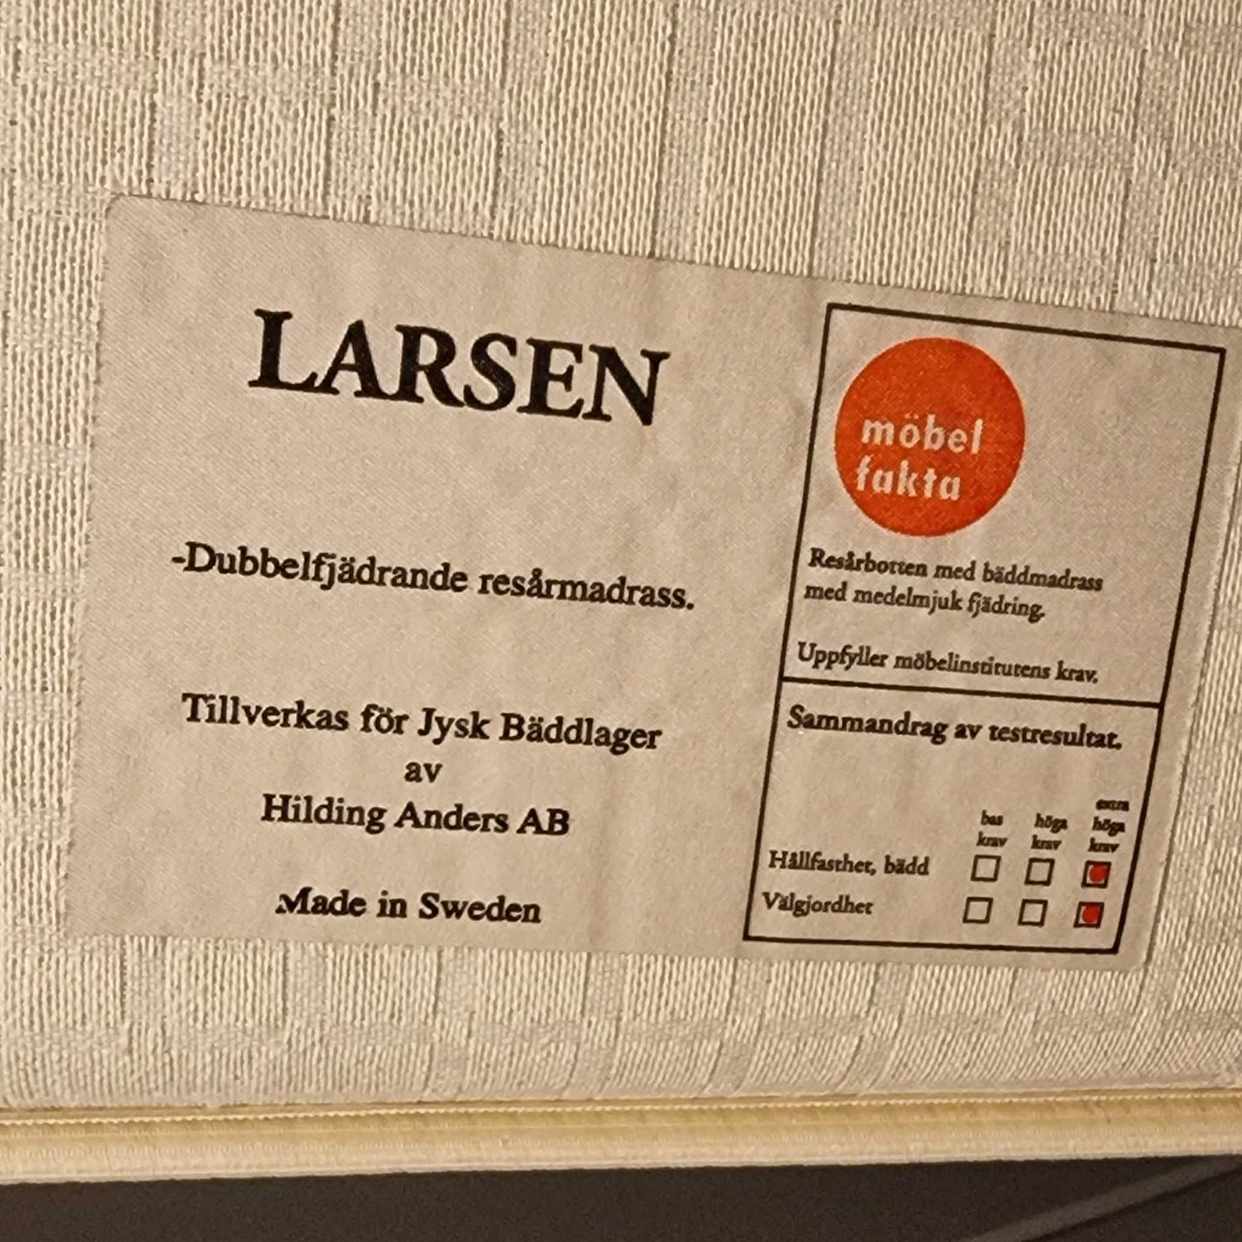 LARSEN
-Dubbelfjädrande resårmadrass.
Tillverkas för Jysk Bäddlager
av
Hilding Anders AB
Made in Sweden
möbel
fakta
Resårbotten med bäddmadrass
med medelmjuk fjädring.
Uppfyller möbelinstitutens krav.
Sammandrag av testresultat.
bas höga extra höga
krav krav krav
Hållfasthet, bädd
Välgjordhet